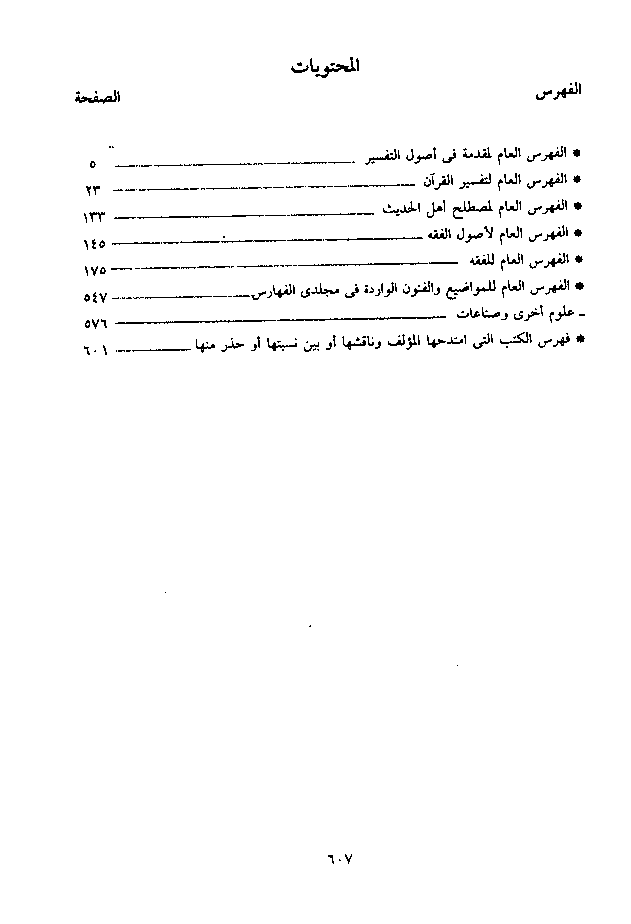 المحتويات
الفهرس الصفحة
* الفهرس العام لمقدمة فى أصول التفسير ٥
* الفهرس العام لتفسير القرآن ٢٣
* الفهرس العام لمصطلح أهل الحديث ١٣٣
* الفهرس العام لأصول الفقه ١٤٥
* الفهرس العام للفقه ١٧٥
* الفهرس العام للمواضيع والفنون الواردة فى مجلدى الفهارس ٥٤٧
ـ علوم أخرى وصناعات ٥٧٦
* فهرس الكتب التى امتدحها المؤلف وناقشها أو بين نسبتها أو حذر منها ٦٠١
٦٠٧